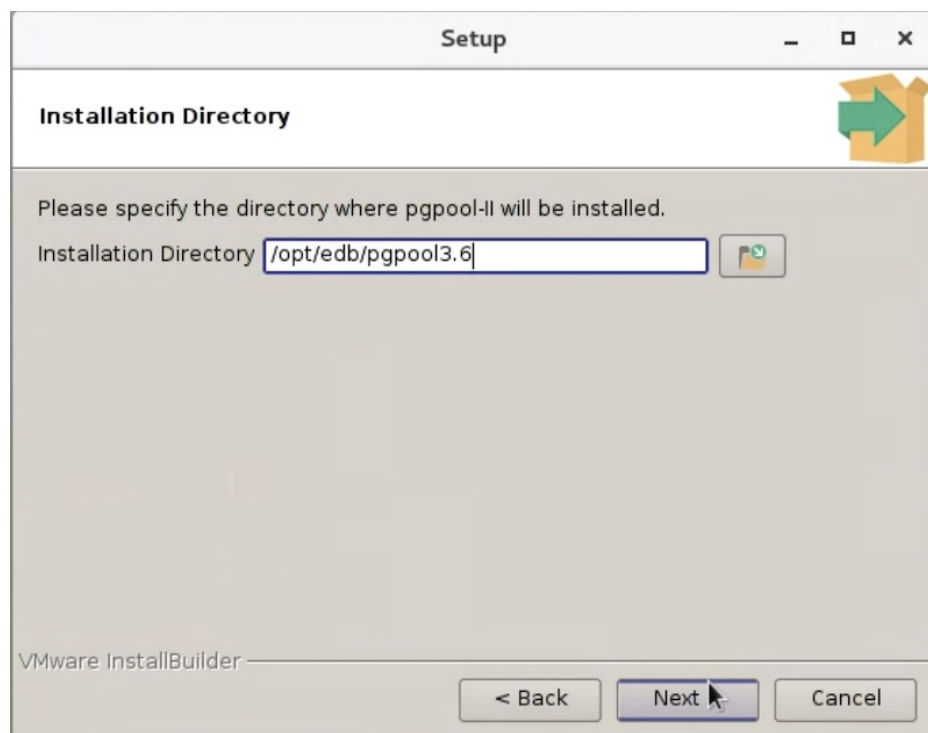 Setup
Installation Directory
Please specify the directory where pgpool-II will be installed.
Installation Directory /opt/edb/pgpool3.6
VMware InstallBuilder
< Back Next Cancel